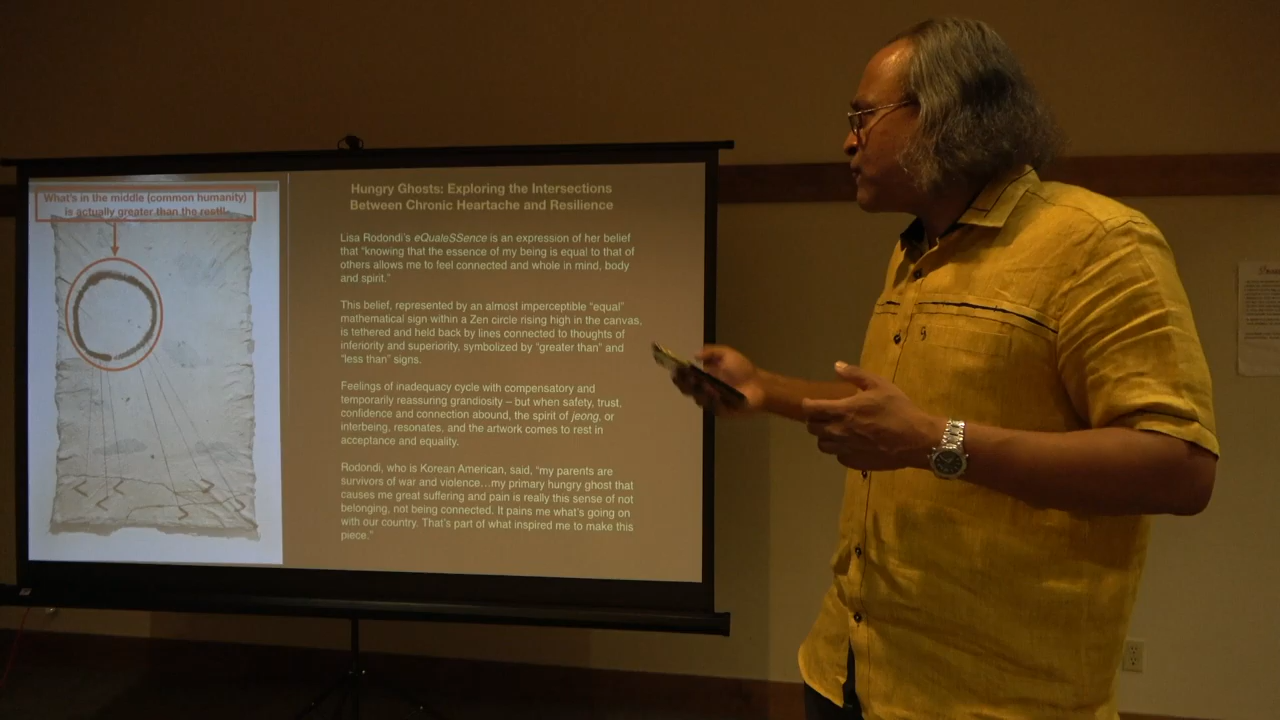 What's in the middle (common humanity)
is actually greater than the rest!!
Hungry Ghosts: Exploring the Intersections
Between Chronic Heartache and Resilience
Lisa Rodondi's eQualeSSence is an expression of her belief
that “knowing that the essence of my being is equal to that of
others allows me to feel connected and whole in mind, body
and spirit.”
This belief, represented by an almost imperceptible “equal”
mathematical sign within a Zen circle rising high in the canvas,
is tethered and held back by lines connected to thoughts of
inferiority and superiority, symbolized by “greater than” and
“less than” signs.
Feelings of inadequacy cycle with compensatory and
temporarily reassuring grandiosity – but when safety, trust,
confidence and connection abound, the spirit of jeong, or
interbeing, resonates, and the artwork comes to rest in
acceptance and equality.
Rodondi, who is Korean American, said, “my parents are
survivors of war and violence…my primary hungry ghost that
causes me great suffering and pain is really this sense of not
belonging, not being connected. It pains me what's going on
with our country. That's part of what inspired me to make this
piece.”